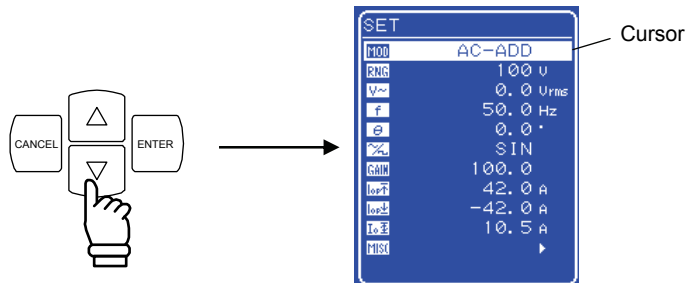 CANCEL
ENTER
SET
MOD AC-ADD
RNG 100 V
V~ 0.0 Vrms
f 50.0 Hz
θ 0.0 °
SIN
GAIN 100.0
42.0 A
-42.0 A
10.5 A
MISC
Cursor